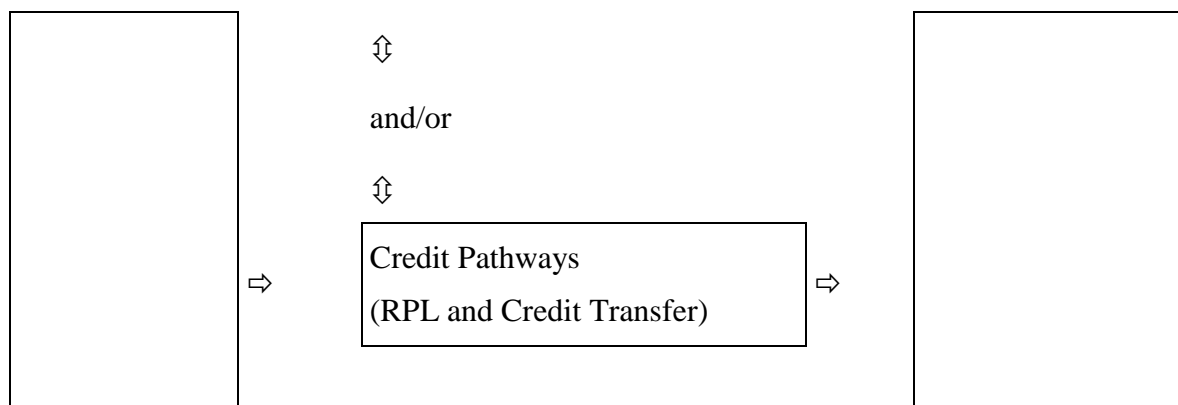 ⇳
and/or
⇳
Credit Pathways
⇨ ⇨
(RPL and Credit Transfer)